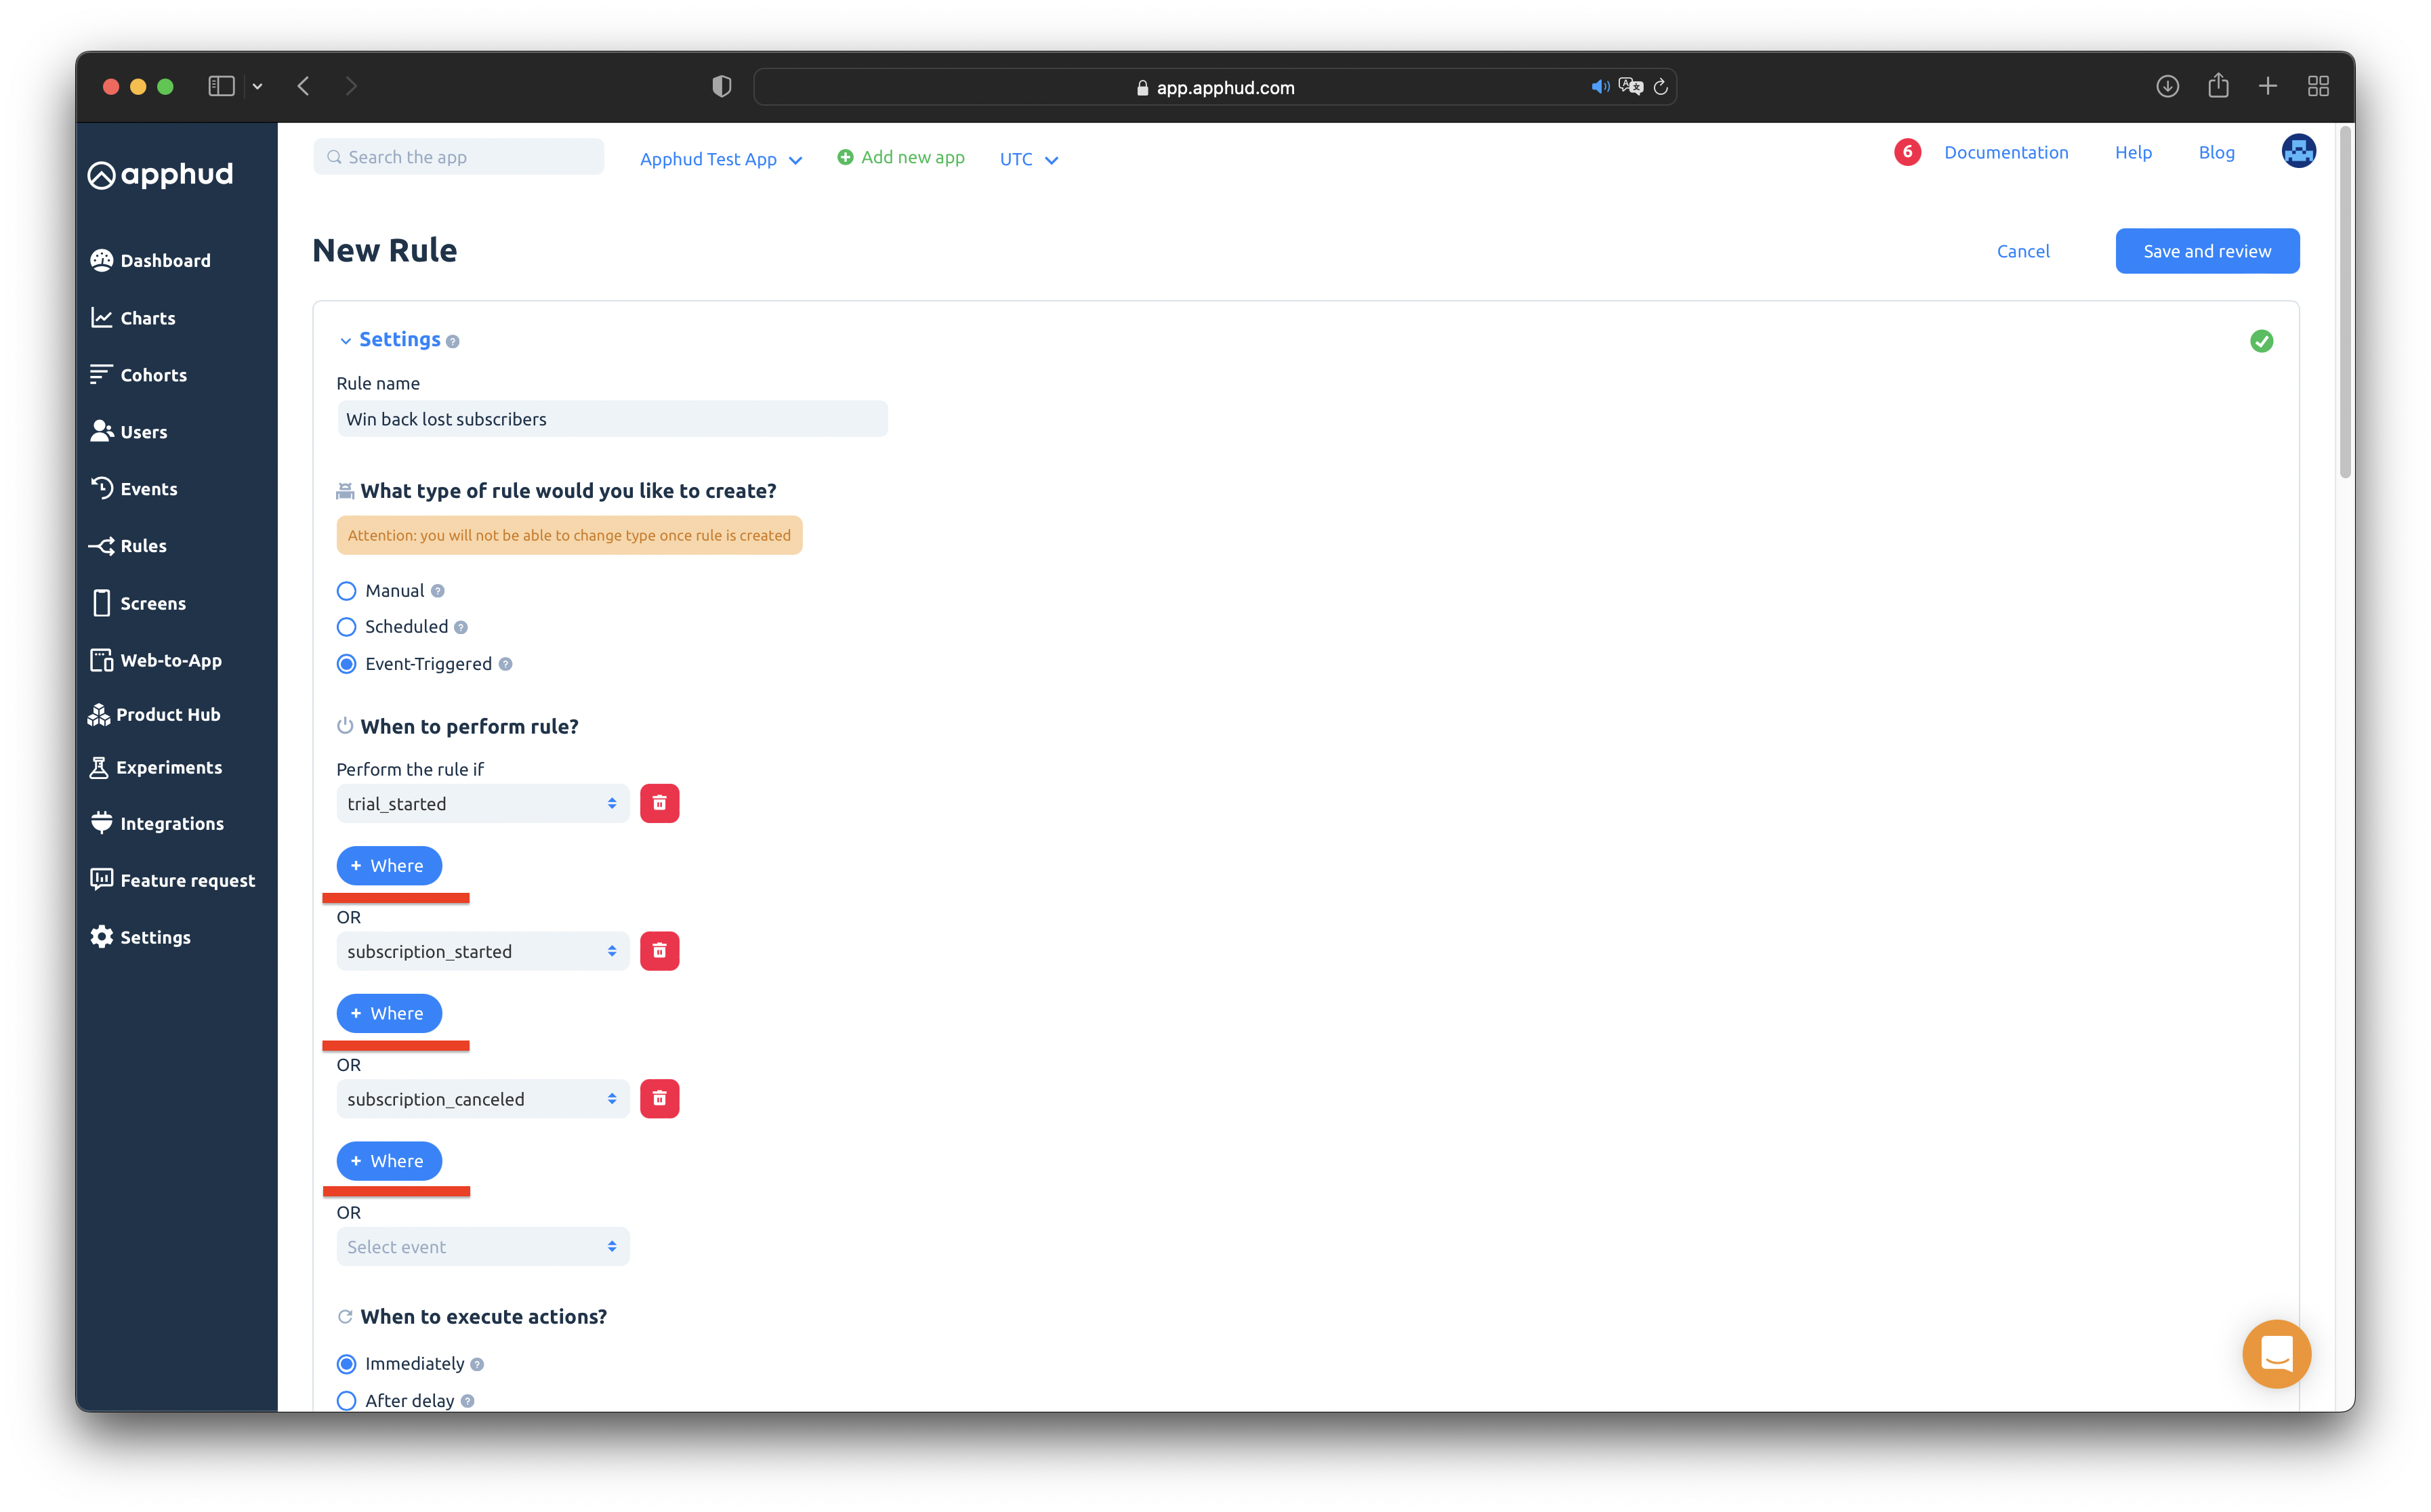 app.apphud.com
apphud
Search the app
Apphud Test App
Add new app
UTC
6
Documentation
Help
Blog
Dashboard
Charts
Cohorts
Users
Events
Rules
Screens
Web-to-App
Product Hub
Experiments
Integrations
Feature request
Settings
New Rule
Cancel
Save and review
Settings ?
Rule name
Win back lost subscribers
What type of rule would you like to create?
Attention: you will not be able to change type once rule is created
Manual ?
Scheduled ?
Event-Triggered ?
When to perform rule?
Perform the rule if
trial_started
+ Where
OR
subscription_started
+ Where
OR
subscription_canceled
+ Where
OR
Select event
When to execute actions?
Immediately ?
After delay ?